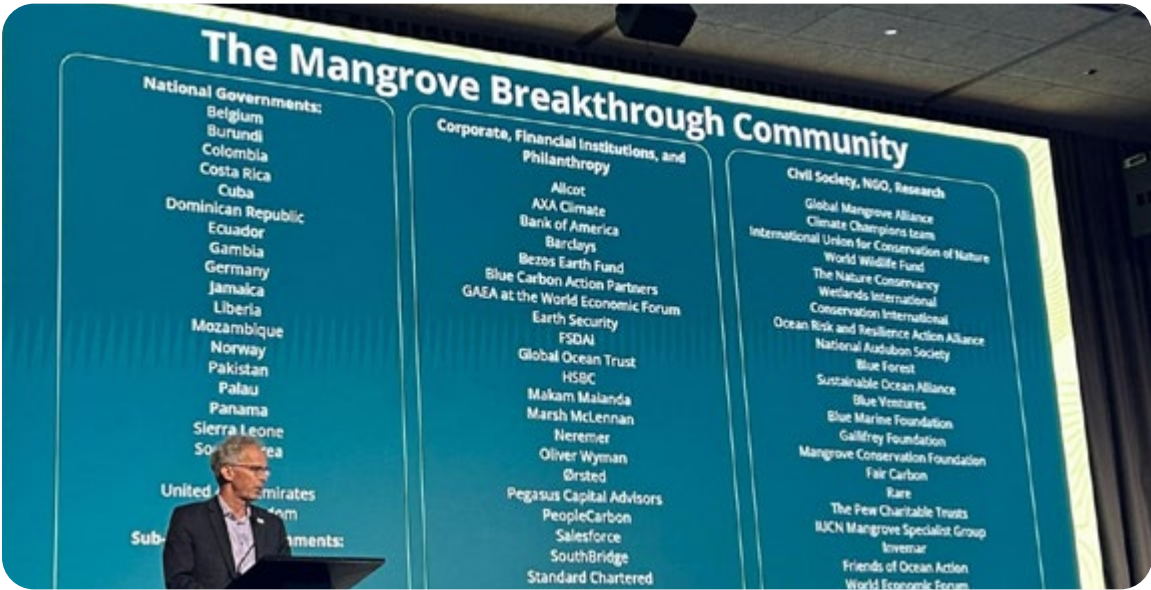 The Mangrove Breakthrough Community
National Governments:
Belgium
Burundi
Colombia
Costa Rica
Cuba
Dominican Republic
Ecuador
Gambia
Germany
Jamaica
Liberia
Mozambique
Norway
Pakistan
Palau
Panama
Sierra Leone
United
Corporate, Financial Institutions, and
Philanthropy
Allcot
AXA Climate
Bank of America
Barclays
Bezos Earth Fund
Blue Carbon Action Partners
GAEA at the World Economic Forum
Earth Security
FSDAi
Global Ocean Trust
HSBC
Makam Malanda
Marsh McLennan
Neremer
Oliver Wyman
Ørsted
Pegasus Capital Advisors
PeopleCarbon
Salesforce
SouthBridge
Standard Chartered
Civil Society, NGO, Research
Global Mangrove Alliance
Climate Champions team
International Union for Conservation of Nature
World Wildlife Fund
The Nature Conservancy
Wetlands International
Conservation International
Ocean Risk and Resilience Action Alliance
National Audubon Society
Blue Forest
Sustainable Ocean Alliance
Blue Ventures
Blue Marine Foundation
Gallifrey Foundation
Mangrove Conservation Foundation
Fair Carbon
Rare
The Pew Charitable Trusts
IUCN Mangrove Specialist Group
Invemar
Friends of Ocean Action
World Economic Forum